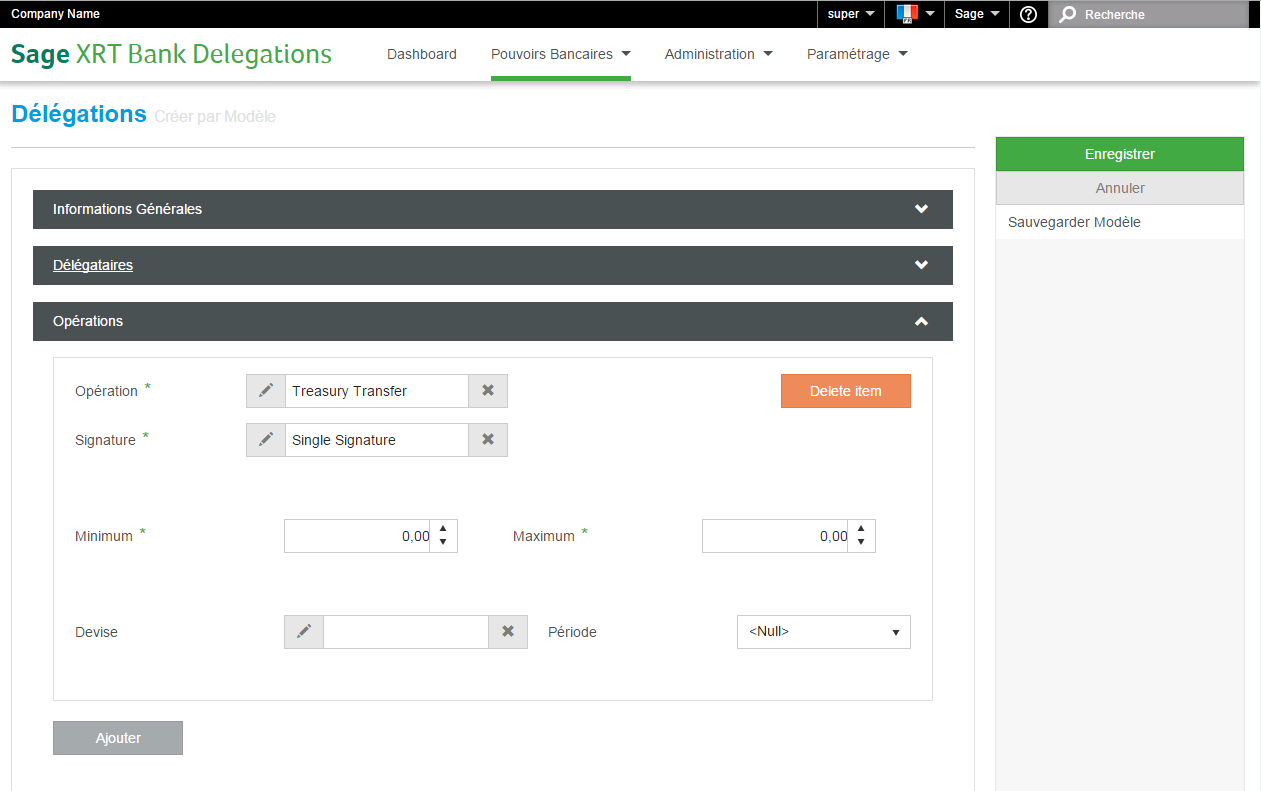 Company Name super FR Sage ? Recherche
Sage XRT Bank Delegations Dashboard Pouvoirs Bancaires Administration Paramétrage
Délégations Créer par Modèle
Enregistrer
Annuler
Sauvegarder Modèle
Informations Générales
Délégataires
Opérations
Opération * Treasury Transfer Delete item
Signature * Single Signature
Minimum * 0,00 Maximum * 0,00
Devise Période <Null>
Ajouter